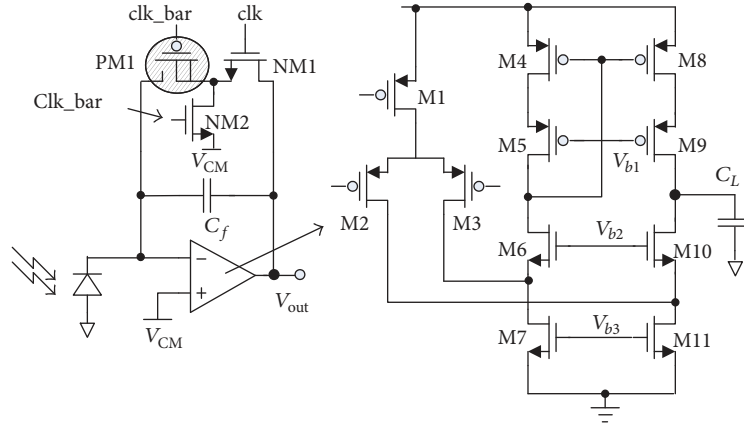 clk_bar
clk
PM1
NM1
Clk_bar
NM2
V_CM
C_f
−
+
V_CM
V_out
M1
M2
M3
M4
M8
M5
M9
V_b1
C_L
M6
V_b2
M10
M7
V_b3
M11